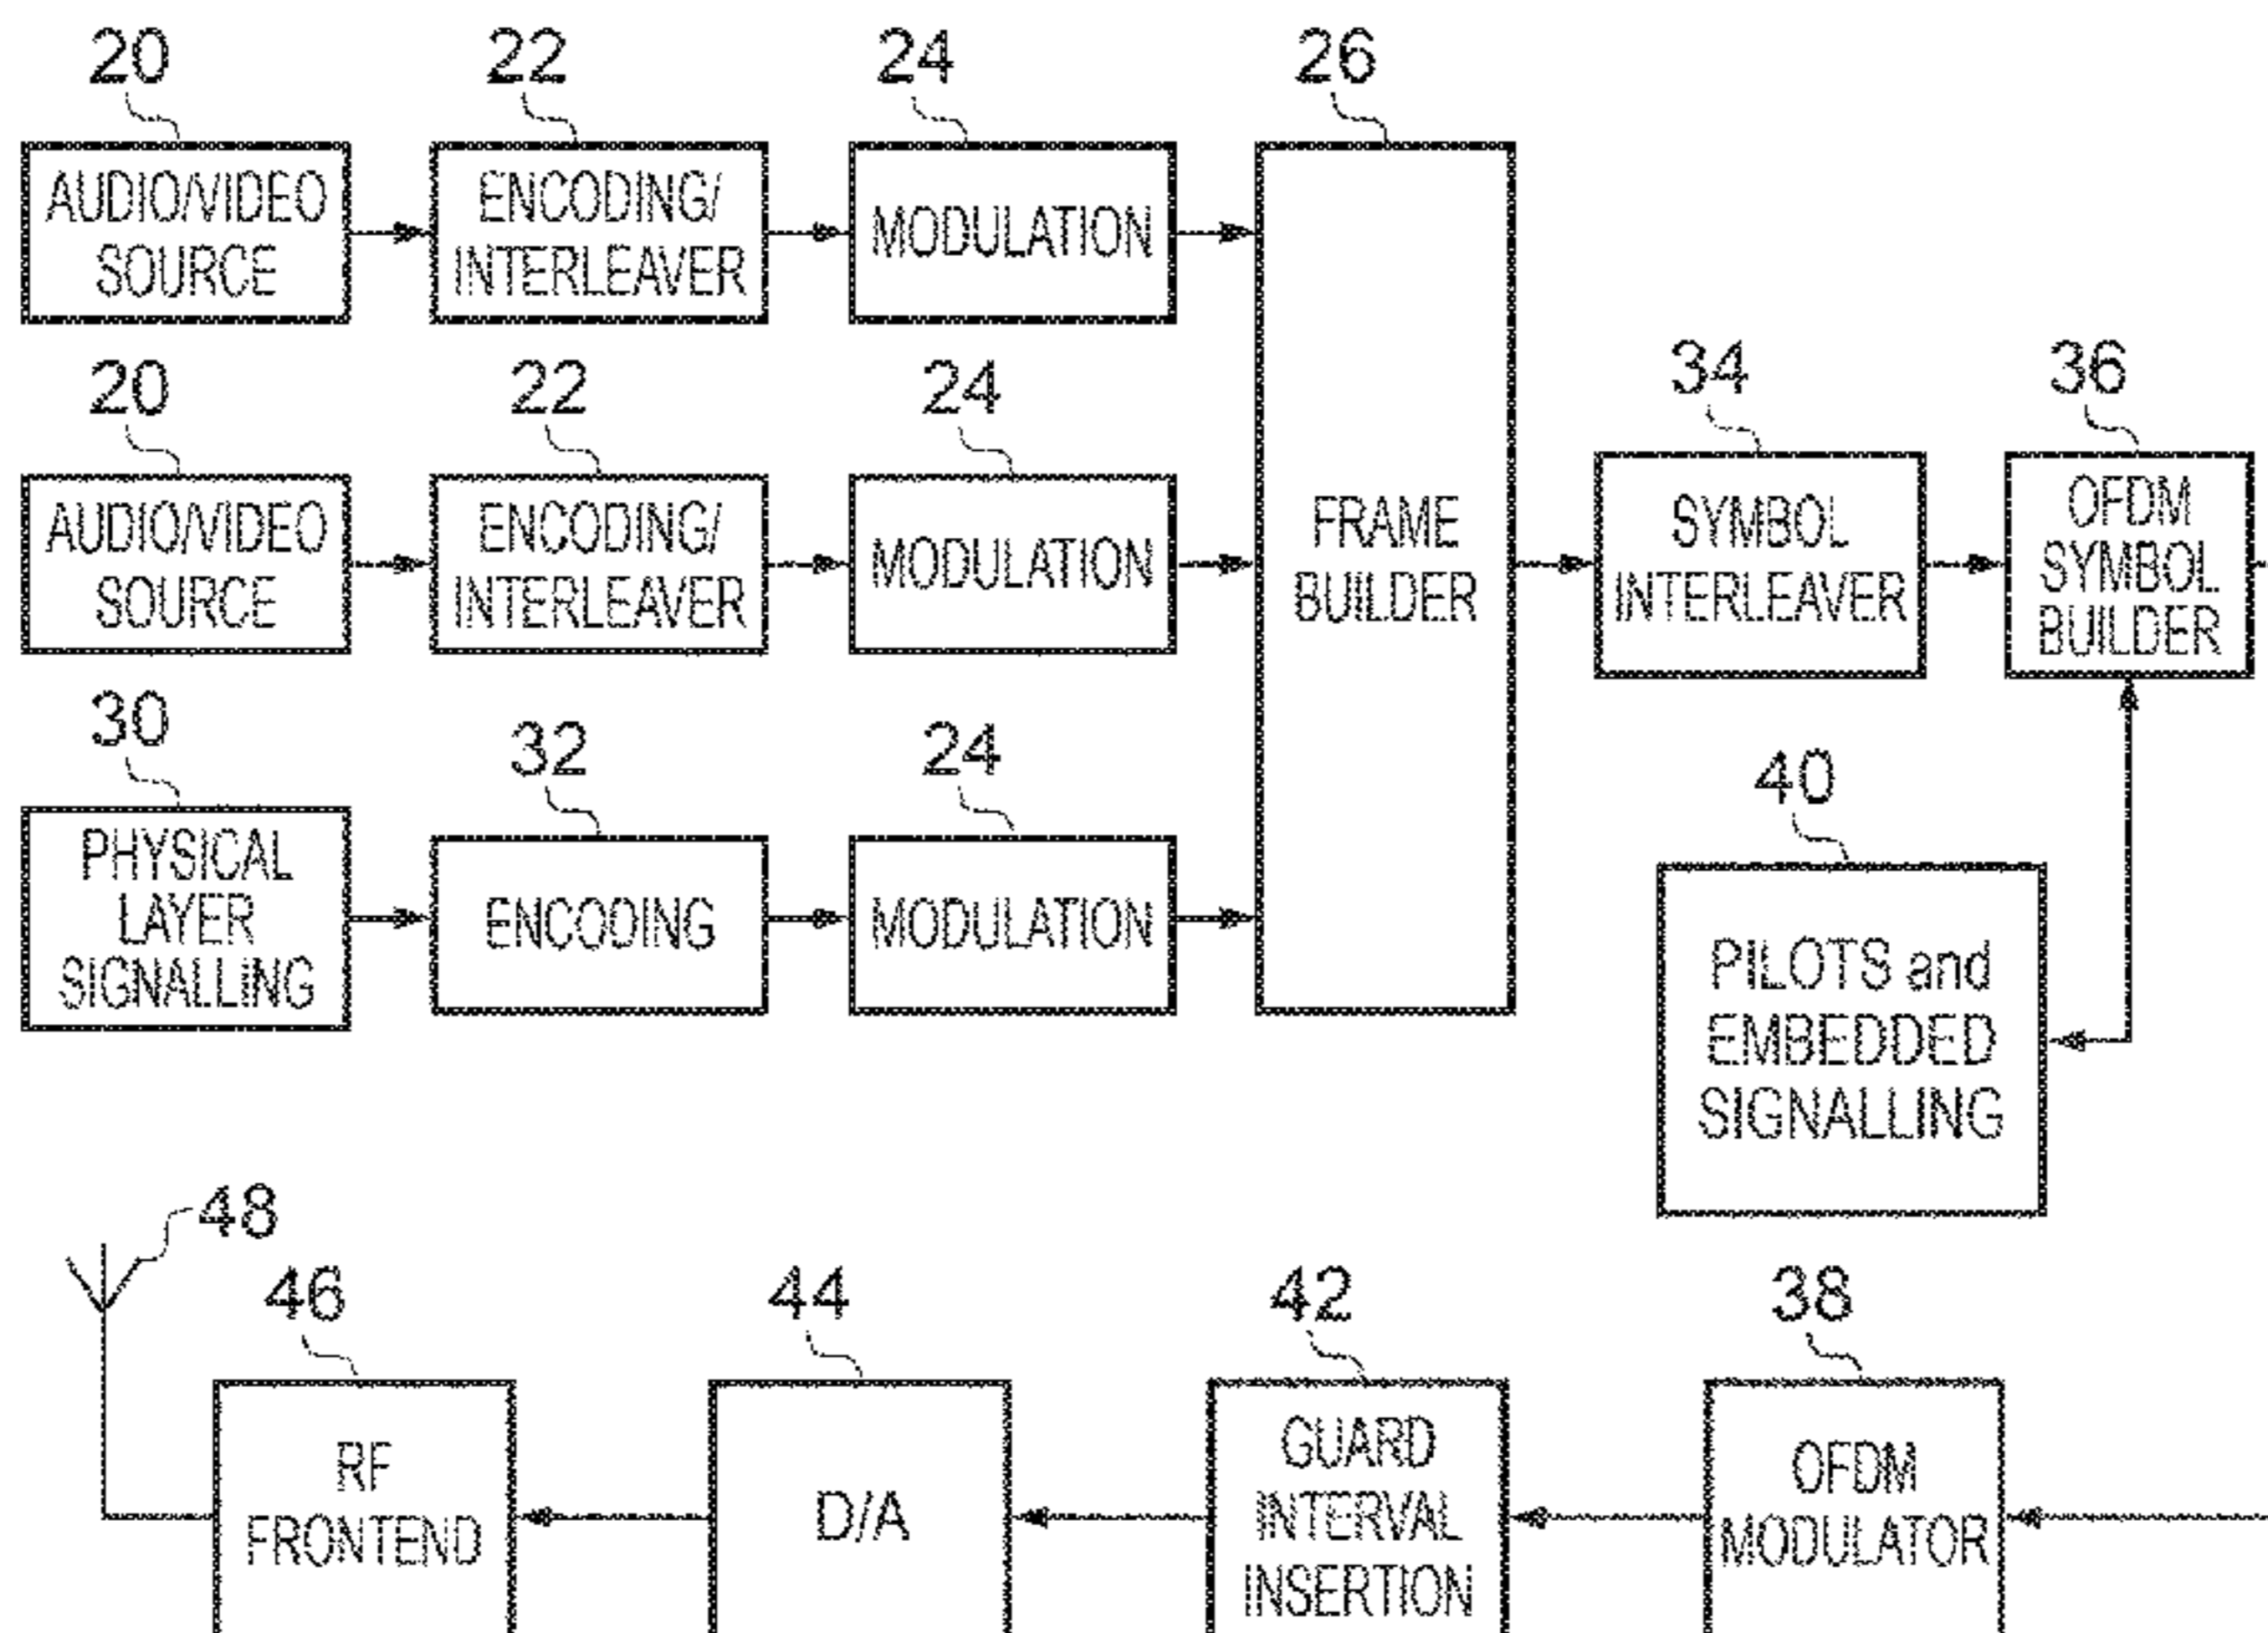 20
22
24
26
AUDIO/VIDEO
SOURCE
ENCODING/
INTERLEAVER
MODULATION
20
22
24
34
36
AUDIO/VIDEO
SOURCE
ENCODING/
INTERLEAVER
MODULATION
FRAME
BUILDER
SYMBOL
INTERLEAVER
OFDM
SYMBOL
BUILDER
30
32
24
40
PHYSICAL
LAYER
SIGNALLING
ENCODING
MODULATION
PILOTS and
EMBEDDED
SIGNALLING
48
46
44
42
38
RF
FRONTEND
D/A
GUARD
INTERVAL
INSERTION
OFDM
MODULATOR